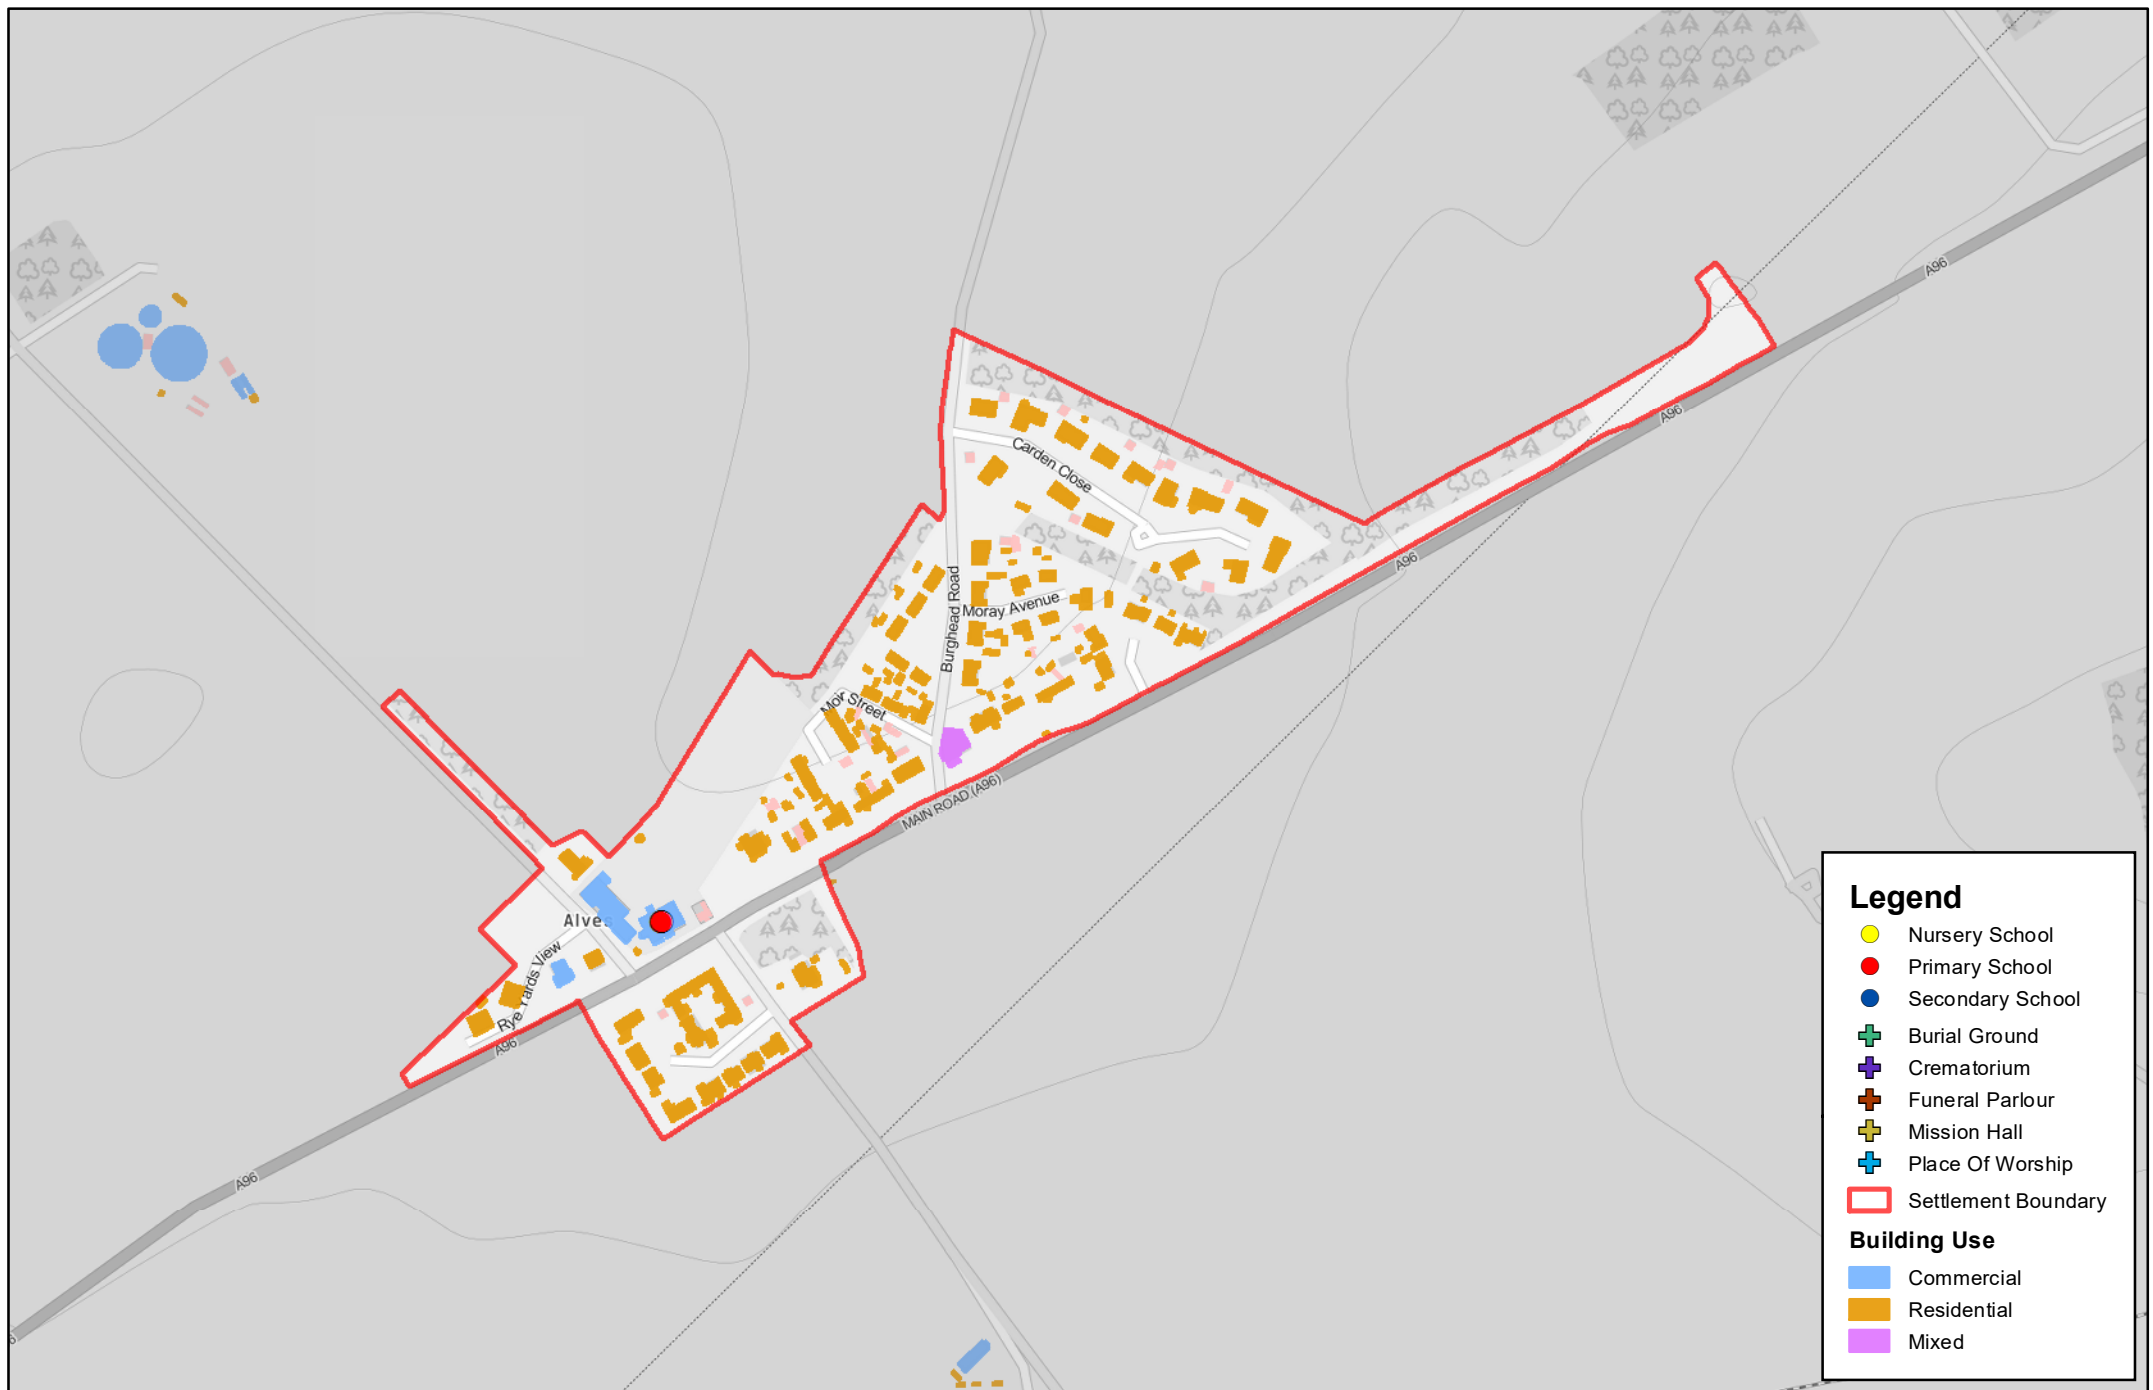 A96
A96
Carden Close
A96
Burghead Road
Moray Avenue
Street
MAIN ROAD (A96)
Alves
Rye Yards View
A96
A96
Legend
Nursery School
Primary School
Secondary School
Burial Ground
Crematorium
Funeral Parlour
Mission Hall
Place Of Worship
Settlement Boundary
Building Use
Commercial
Residential
Mixed